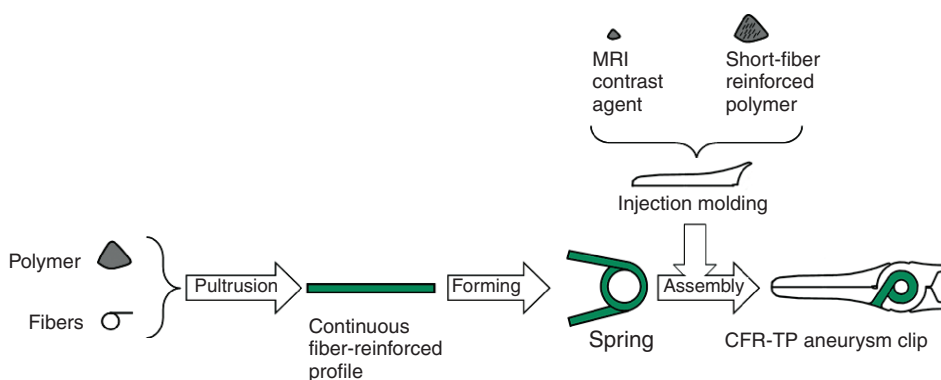 MRI
contrast
agent
Short-fiber
reinforced
polymer
Injection molding
Polymer
Fibers
Pultrusion
Continuous
fiber-reinforced
profile
Forming
Spring
Assembly
CFR-TP aneurysm clip